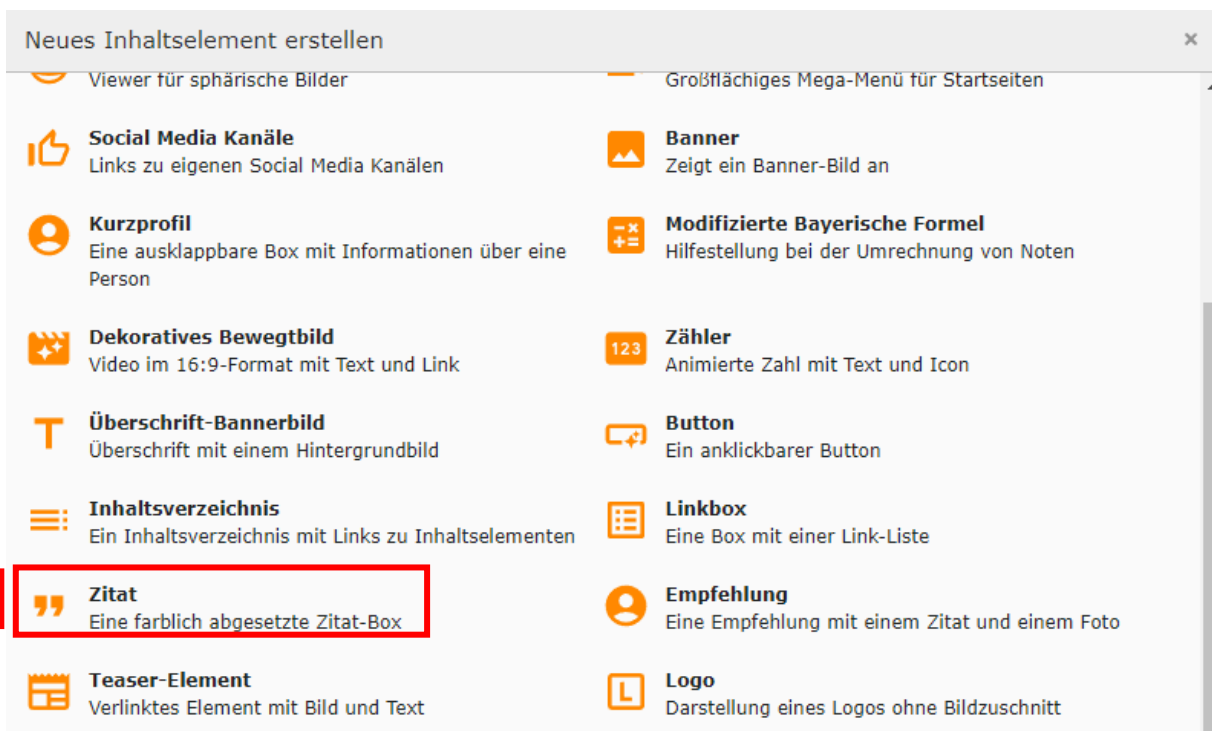 Neues Inhaltselement erstellen
×
Viewer für sphärische Bilder
Großflächiges Mega-Menü für Startseiten
Social Media Kanäle
Links zu eigenen Social Media Kanälen
Banner
Zeigt ein Banner-Bild an
Kurzprofil
Eine ausklappbare Box mit Informationen über eine
Person
Modifizierte Bayerische Formel
Hilfestellung bei der Umrechnung von Noten
Dekoratives Bewegtbild
Video im 16:9-Format mit Text und Link
123
Zähler
Animierte Zahl mit Text und Icon
Überschrift-Bannerbild
Überschrift mit einem Hintergrundbild
Button
Ein anklickbarer Button
Inhaltsverzeichnis
Ein Inhaltsverzeichnis mit Links zu Inhaltselementen
Linkbox
Eine Box mit einer Link-Liste
Zitat
Eine farblich abgesetzte Zitat-Box
Empfehlung
Eine Empfehlung mit einem Zitat und einem Foto
Teaser-Element
Verlinktes Element mit Bild und Text
L
Logo
Darstellung eines Logos ohne Bildzuschnitt